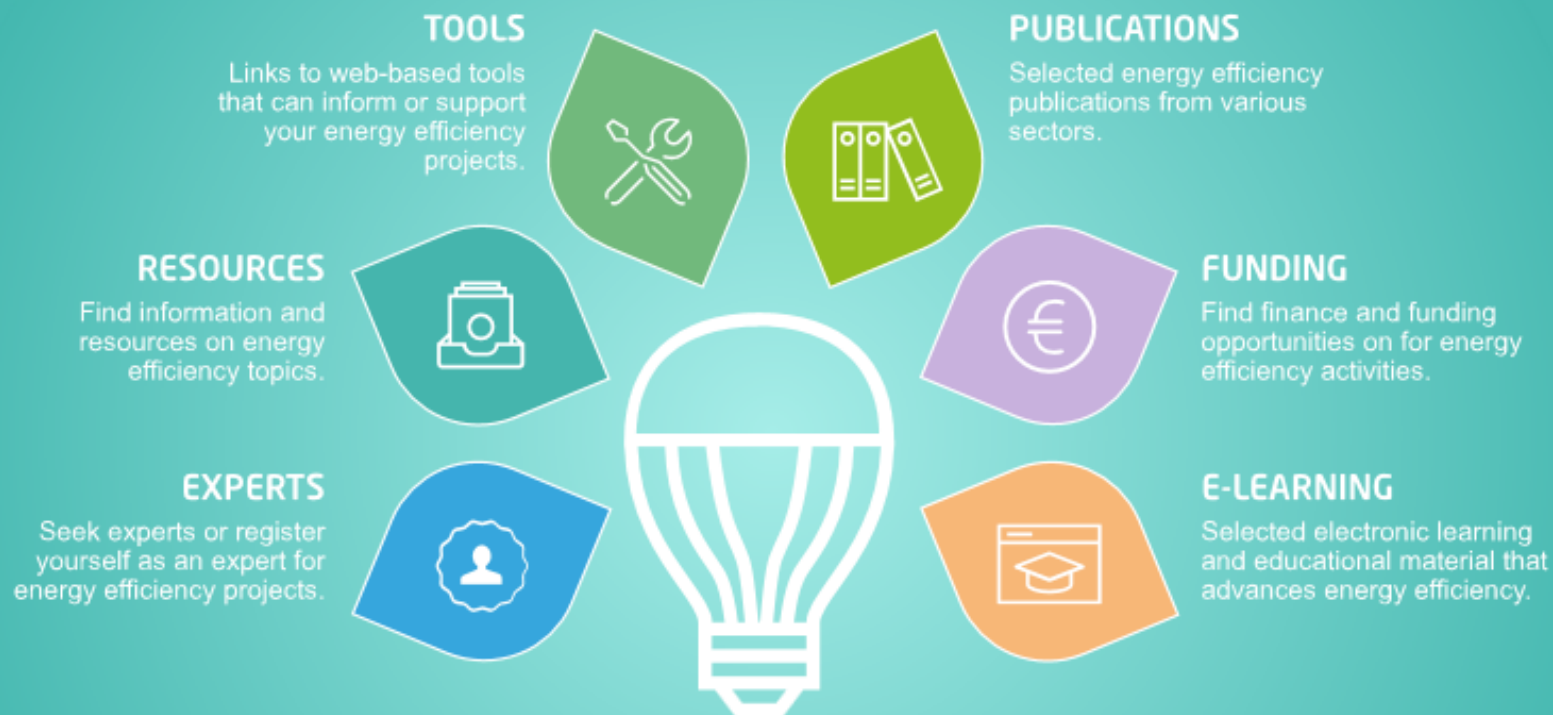 TOOLS
Links to web-based tools
that can inform or support
your energy efficiency
projects.
PUBLICATIONS
Selected energy efficiency
publications from various
sectors.
RESOURCES
Find information and
resources on energy
efficiency topics.
FUNDING
Find finance and funding
opportunities on for energy
efficiency activities.
EXPERTS
Seek experts or register
yourself as an expert for
energy efficiency projects.
E-LEARNING
Selected electronic learning
and educational material that
advances energy efficiency.